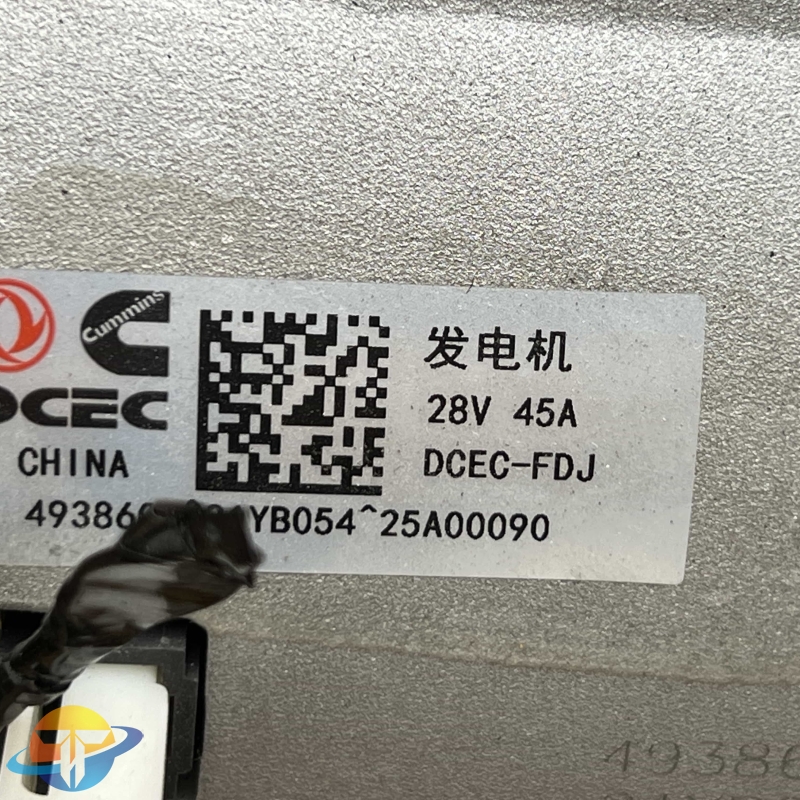 Cummins
DCEC
CHINA
发电机
28V 45A
DCEC-FDJ
YB054^25A00090